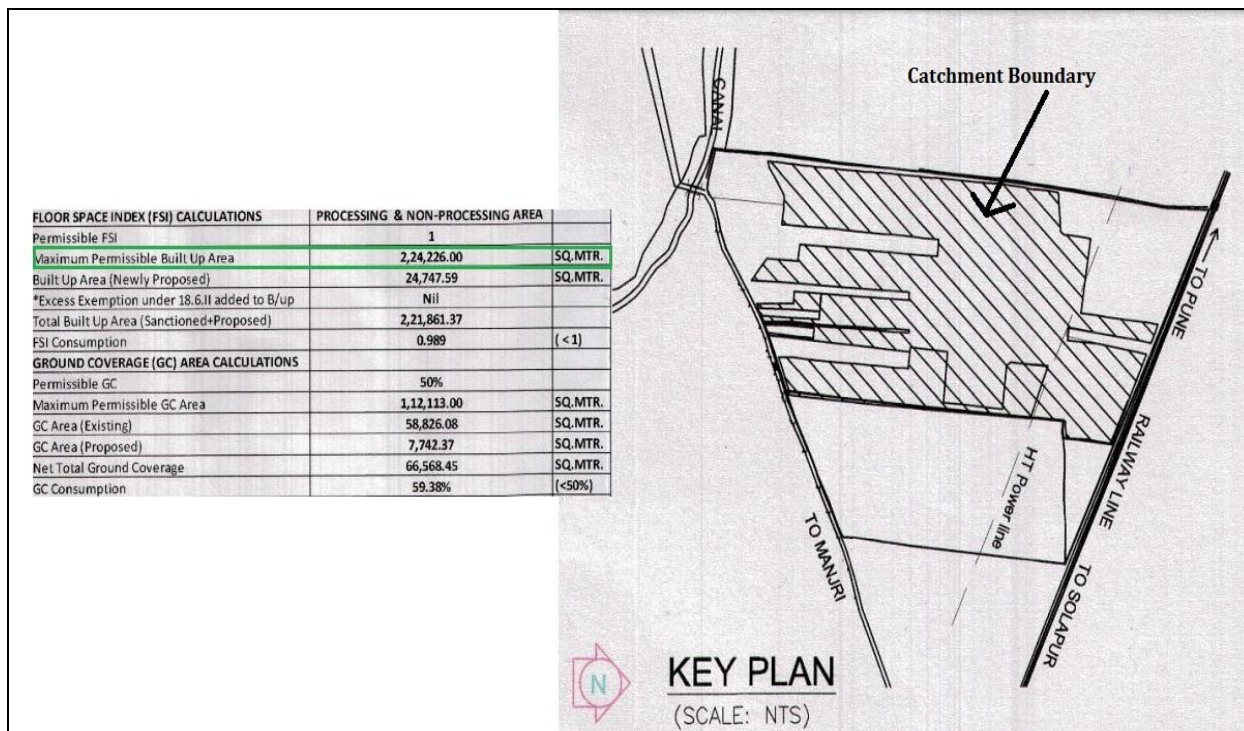 FLOOR SPACE INDEX (FSI) CALCULATIONS PROCESSING & NON-PROCESSING AREA
Permissible FSI 1
Maximum Permissible Built Up Area 2,24,226.00 SQ.MTR.
Built Up Area (Newly Proposed) 24,747.59 SQ.MTR.
*Excess Exemption under 18.6.II added to B/up Nil
Total Built Up Area (Sanctioned+Proposed) 2,21,861.37
FSI Consumption 0.989 ( < 1)
GROUND COVERAGE (GC) AREA CALCULATIONS
Permissible GC 50%
Maximum Permissible GC Area 1,12,113.00 SQ.MTR.
GC Area (Existing) 58,826.08 SQ.MTR.
GC Area (Proposed) 7,742.37 SQ.MTR.
Net Total Ground Coverage 66,568.45 SQ.MTR.
GC Consumption 59.38% (<50%)
Catchment Boundary
CANAL
TO PUNE
RAILWAY LINE
HT Power line
TO MANJRI
TO SOLAPUR
N
KEY PLAN
(SCALE: NTS)